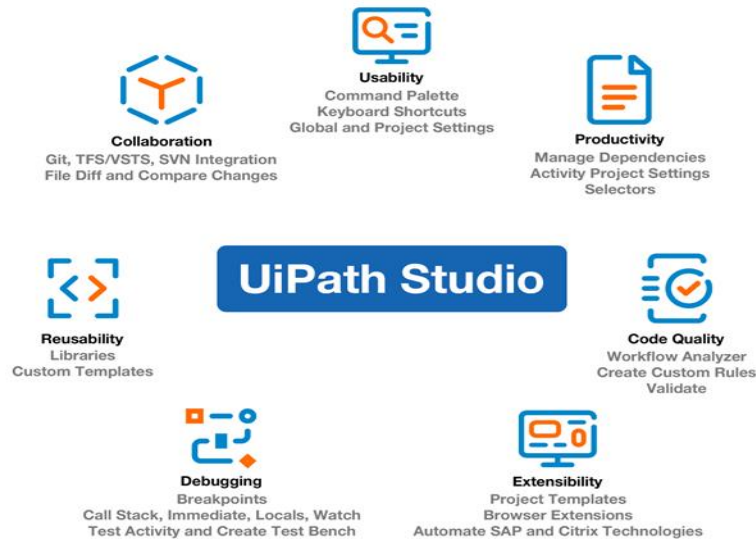 Usability
Command Palette
Keyboard Shortcuts
Global and Project Settings
Collaboration
Git, TFS/VSTS, SVN Integration
File Diff and Compare Changes
Productivity
Manage Dependencies
Activity Project Settings
Selectors
UiPath Studio
Reusability
Libraries
Custom Templates
Code Quality
Workflow Analyzer
Create Custom Rules
Validate
Debugging
Breakpoints
Call Stack, Immediate, Locals, Watch
Test Activity and Create Test Bench
Extensibility
Project Templates
Browser Extensions
Automate SAP and Citrix Technologies